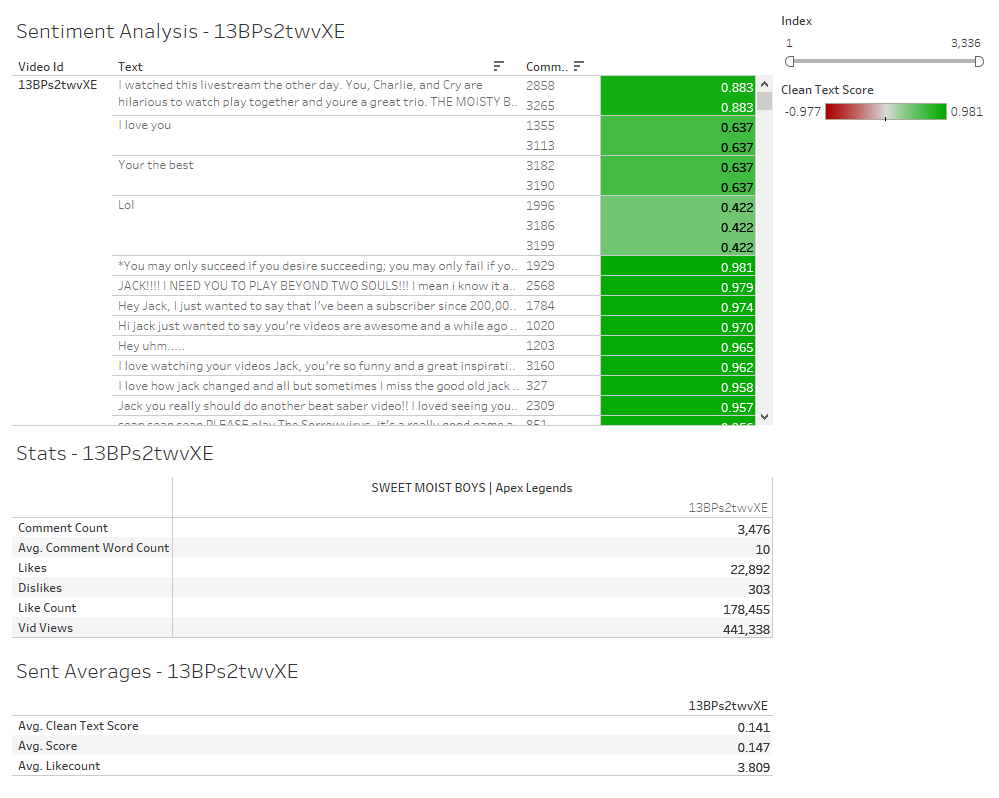 Sentiment Analysis - 13BPs2twvXE
Index
1 3,336
Clean Text Score
-0.977 0.981
Video Id Text Comm..
13BPs2twvXE I watched this livestream the other day. You, Charlie, and Cry are 2858 0.883
hilarious to watch play together and youre a great trio. THE MOISTY B.. 3265 0.883
I love you 1355 0.637
3113 0.637
Your the best 3182 0.637
3190 0.637
Lol 1996 0.422
3186 0.422
3199 0.422
*You may only succeed if you desire succeeding; you may only fail if yo.. 1929 0.981
JACK!!!! I NEED YOU TO PLAY BEYOND TWO SOULS!!! I mean i know it a.. 2568 0.979
Hey Jack, I just wanted to say that I've been a subscriber since 200,00.. 1784 0.974
Hi jack just wanted to say you're videos are awesome and a while ago .. 1020 0.970
Hey uhm..... 1203 0.965
I love watching your videos Jack, you're so funny and a great inspirati.. 3160 0.962
I love how jack changed and all but sometimes I miss the good old jack .. 327 0.958
Jack you really should do another beat saber video!! I loved seeing you.. 2309 0.957
sean sean sean PLEASE play The Sorrowvirus, it's a really good game a.. 851 0.956
Stats - 13BPs2twvXE
SWEET MOIST BOYS | Apex Legends
13BPs2twvXE
Comment Count 3,476
Avg. Comment Word Count 10
Likes 22,892
Dislikes 303
Like Count 178,455
Vid Views 441,338
Sent Averages - 13BPs2twvXE
13BPs2twvXE
Avg. Clean Text Score 0.141
Avg. Score 0.147
Avg. Likecount 3.809